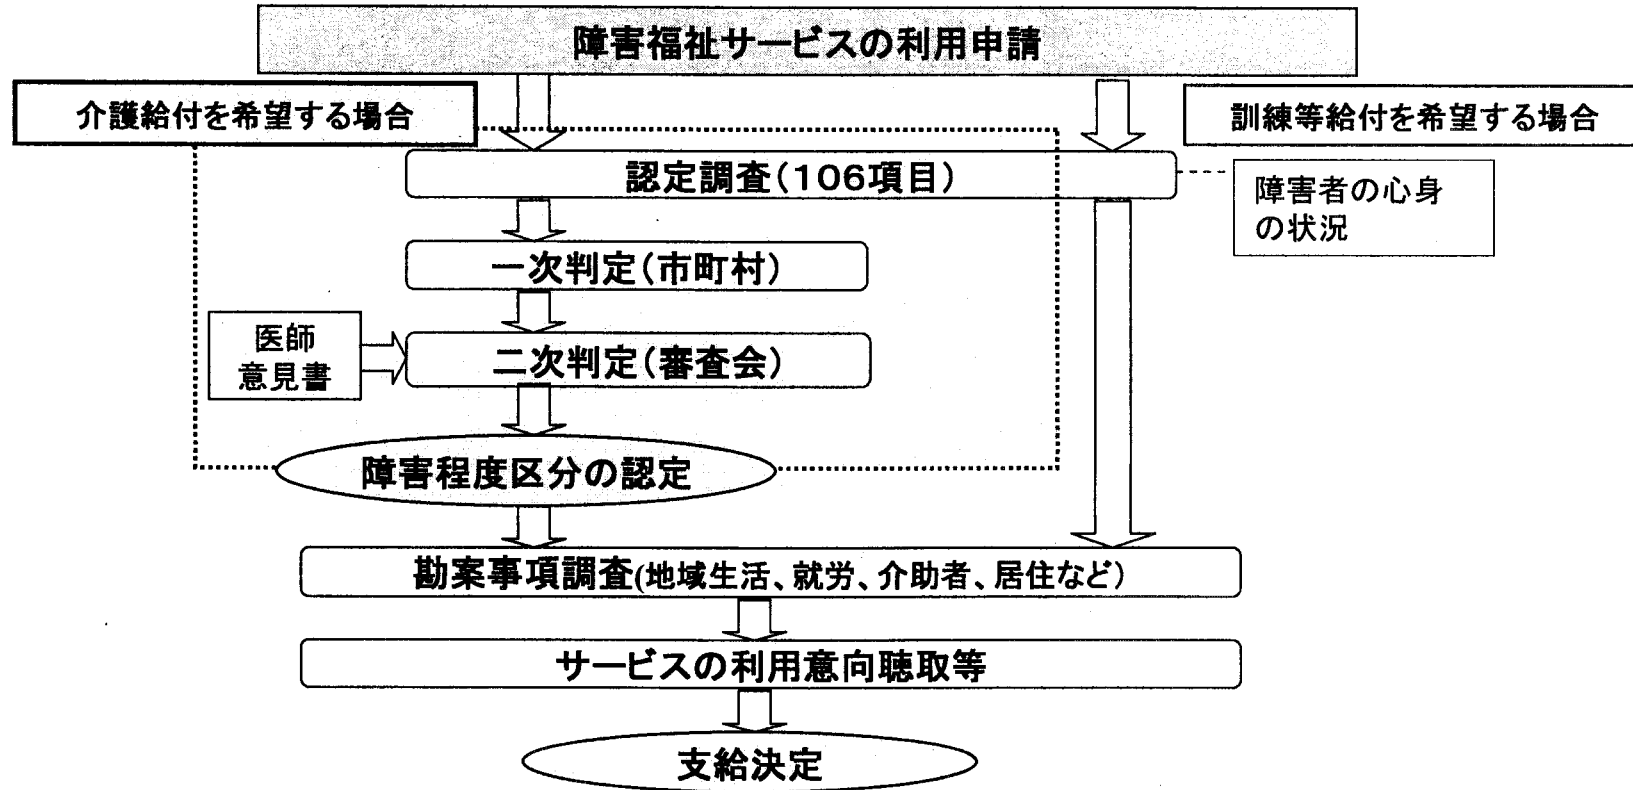 障害福祉サービスの利用申請
介護給付を希望する場合
訓練等給付を希望する場合
認定調査(106項目)
障害者の心身
の状況
一次判定(市町村)
医師
意見書
二次判定(審査会)
障害程度区分の認定
勘案事項調査(地域生活、就労、介助者、居住など)
サービスの利用意向聴取等
支給決定